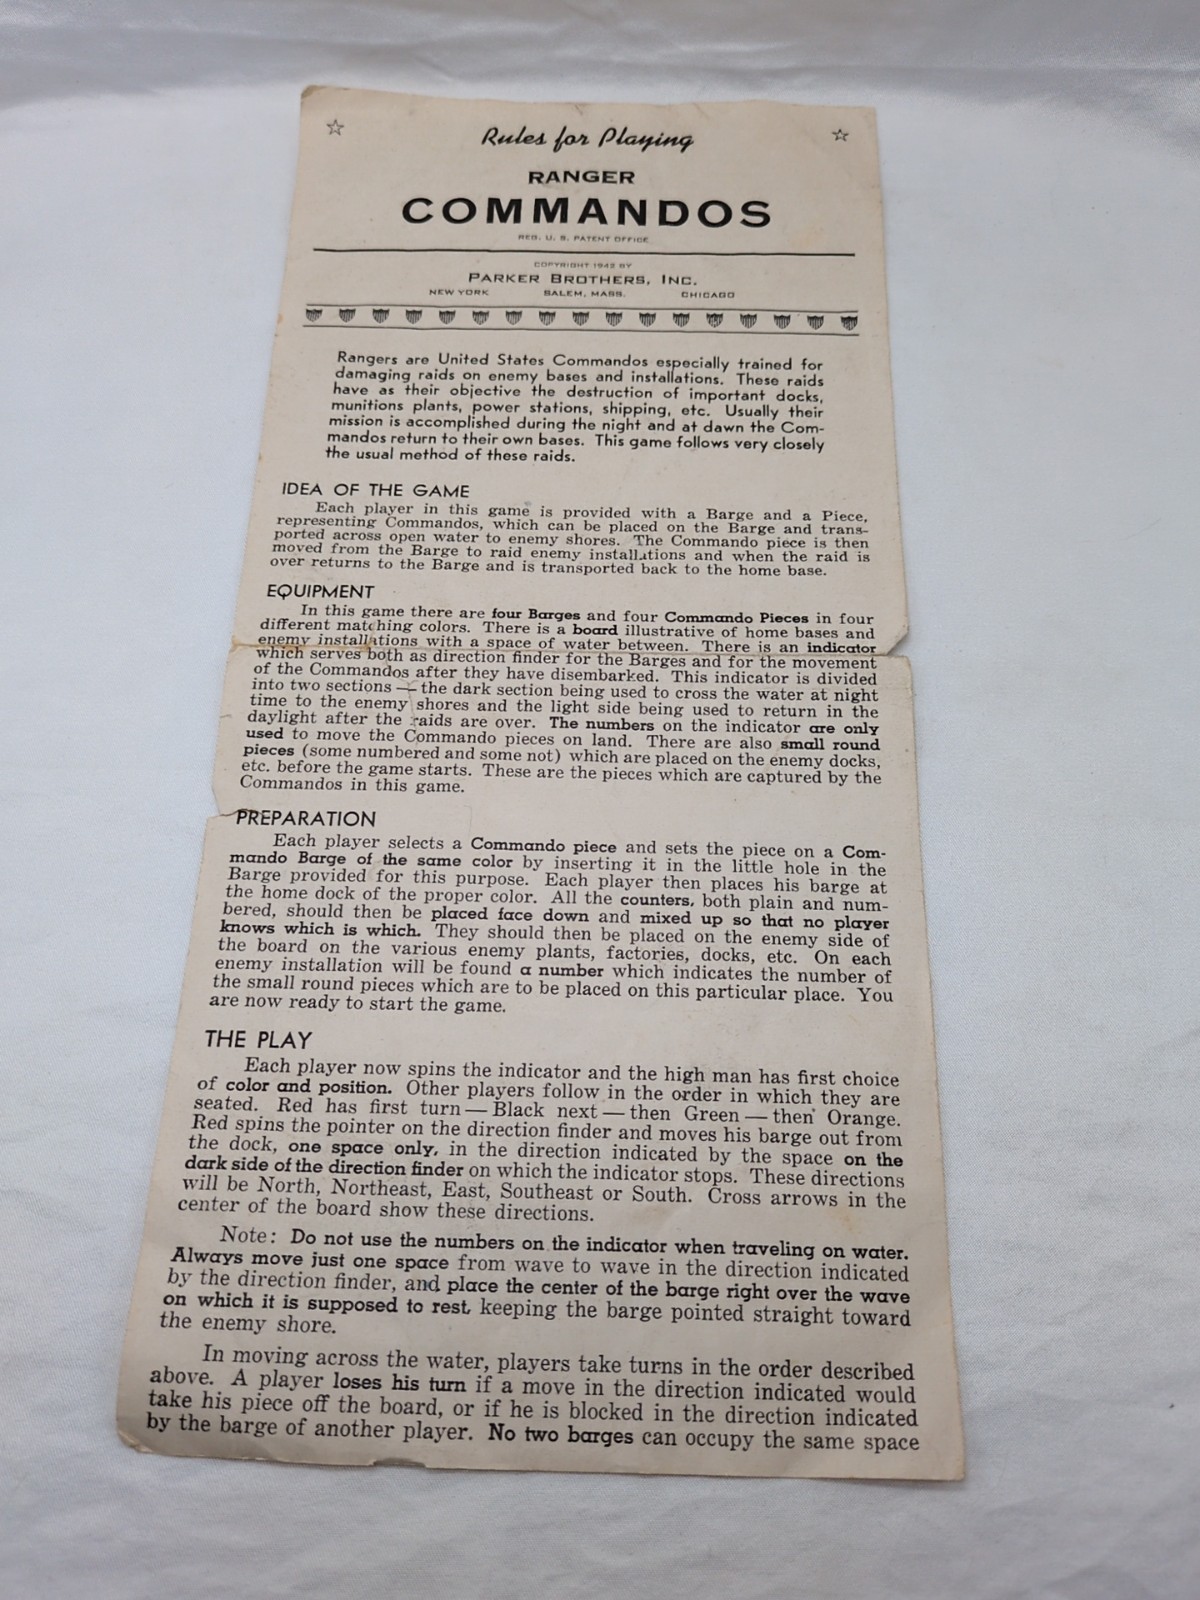 Rules for Playing
RANGER
COMMANDOS
REG. U. S. PATENT OFFICE
COPYRIGHT 1942 BY
PARKER BROTHERS, INC.
NEW YORK SALEM, MASS. CHICAGO
Rangers are United States Commandos especially trained for
damaging raids on enemy bases and installations. These raids
have as their objective the destruction of important docks,
munitions plants, power stations, shipping, etc. Usually their
mission is accomplished during the night and at dawn the Com-
mandos return to their own bases. This game follows very closely
the usual method of these raids.
IDEA OF THE GAME
Each player in this game is provided with a Barge and a Piece,
representing Commandos, which can be placed on the Barge and trans-
ported across open water to enemy shores. The Commando piece is then
moved from the Barge to raid enemy installations and when the raid is
over returns to the Barge and is transported back to the home base.
EQUIPMENT
In this game there are four Barges and four Commando Pieces in four
different matching colors. There is a board illustrative of home bases and
enemy installations with a space of water between. There is an indicator
which serves both as direction finder for the Barges and for the movement
of the Commandos after they have disembarked. This indicator is divided
into two sections — the dark section being used to cross the water at night
time to the enemy shores and the light side being used to return in the
daylight after the raids are over. The numbers on the indicator are only
used to move the Commando pieces on land. There are also small round
pieces (some numbered and some not) which are placed on the enemy docks,
etc. before the game starts. These are the pieces which are captured by the
Commandos in this game.
PREPARATION
Each player selects a Commando piece and sets the piece on a Com-
mando Barge of the same color by inserting it in the little hole in the
Barge provided for this purpose. Each player then places his barge at
the home dock of the proper color. All the counters, both plain and num-
bered, should then be placed face down and mixed up so that no player
knows which is which. They should then be placed on the enemy side of
the board on the various enemy plants, factories, docks, etc. On each
enemy installation will be found a number which indicates the number of
the small round pieces which are to be placed on this particular place. You
are now ready to start the game.
THE PLAY
Each player now spins the indicator and the high man has first choice
of color and position. Other players follow in the order in which they are
seated. Red has first turn — Black next — then Green — then Orange.
Red spins the pointer on the direction finder and moves his barge out from
the dock, one space only, in the direction indicated by the space on the
dark side of the direction finder on which the indicator stops. These directions
will be North, Northeast, East, Southeast or South. Cross arrows in the
center of the board show these directions.
Note: Do not use the numbers on the indicator when traveling on water.
Always move just one space from wave to wave in the direction indicated
by the direction finder, and place the center of the barge right over the wave
on which it is supposed to rest, keeping the barge pointed straight toward
the enemy shore.
In moving across the water, players take turns in the order described
above. A player loses his turn if a move in the direction indicated would
take his piece off the board, or if he is blocked in the direction indicated
by the barge of another player. No two barges can occupy the same space